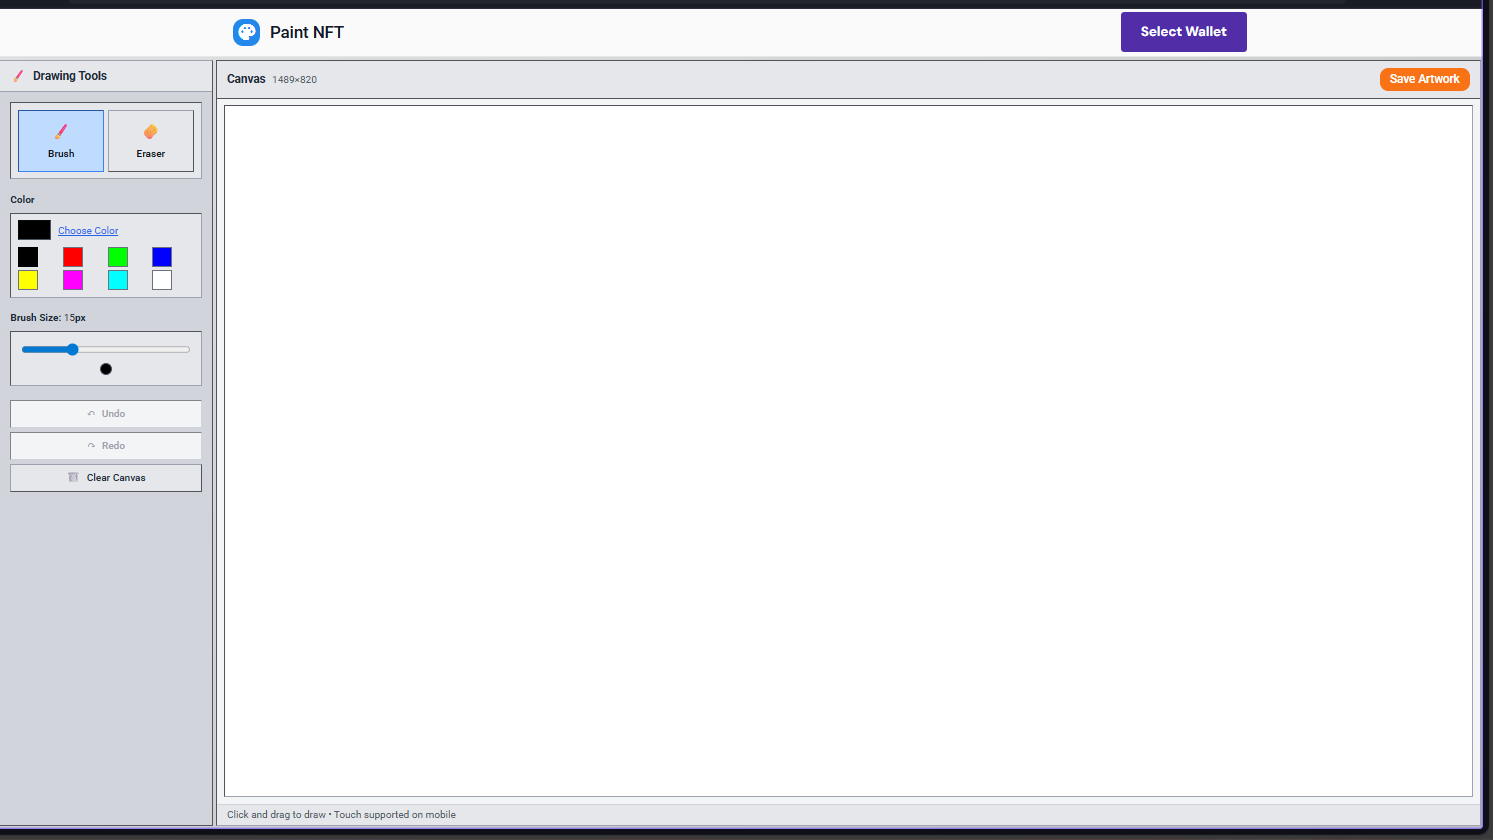 Paint NFT
Select Wallet
Drawing Tools
Canvas 1489×820
Save Artwork
Brush
Eraser
Color
Choose Color
Brush Size: 15px
Undo
Redo
Clear Canvas
Click and drag to draw • Touch supported on mobile